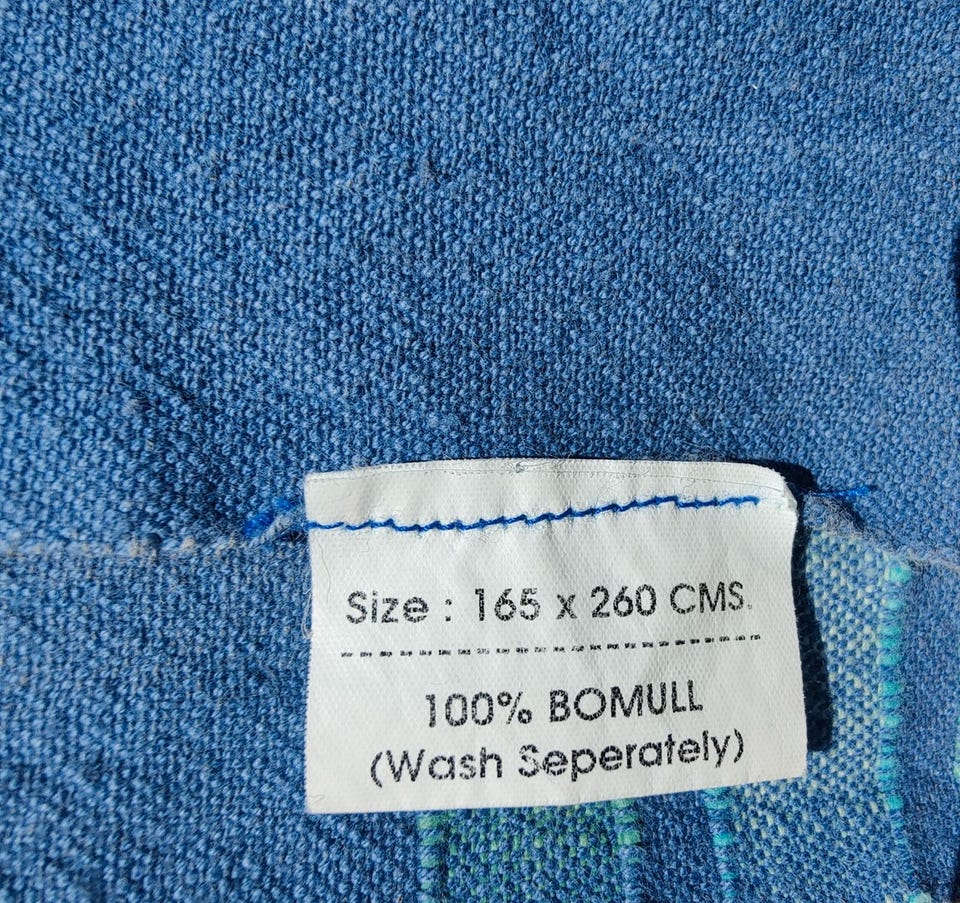 Size : 165 x 260 CMS.
100% BOMULL
(Wash Seperately)